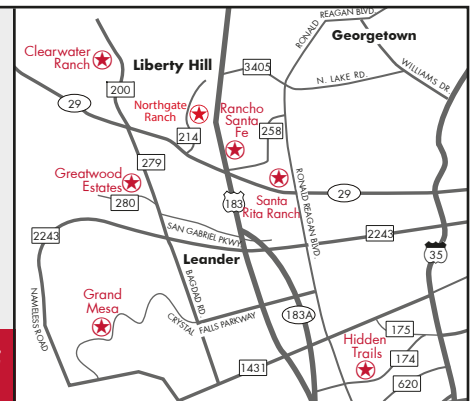 RONALD REAGAN BLVD.
Georgetown
Clearwater
Ranch
Liberty Hill
3405
WILLIAMS DR.
N. LAKE RD.
200
29
Northgate
Ranch
Rancho
Santa
Fe
258
214
279
Greatwood
Estates
280
Santa
Rita Ranch
29
183
RONALD REAGAN BLVD.
SAN GABRIEL PKWY
2243
2243
35
Leander
NAMELESS ROAD
BAGDAD RD.
Grand
Mesa
CRYSTAL FALLS PARKWAY
183A
175
Hidden
Trails
174
1431
620